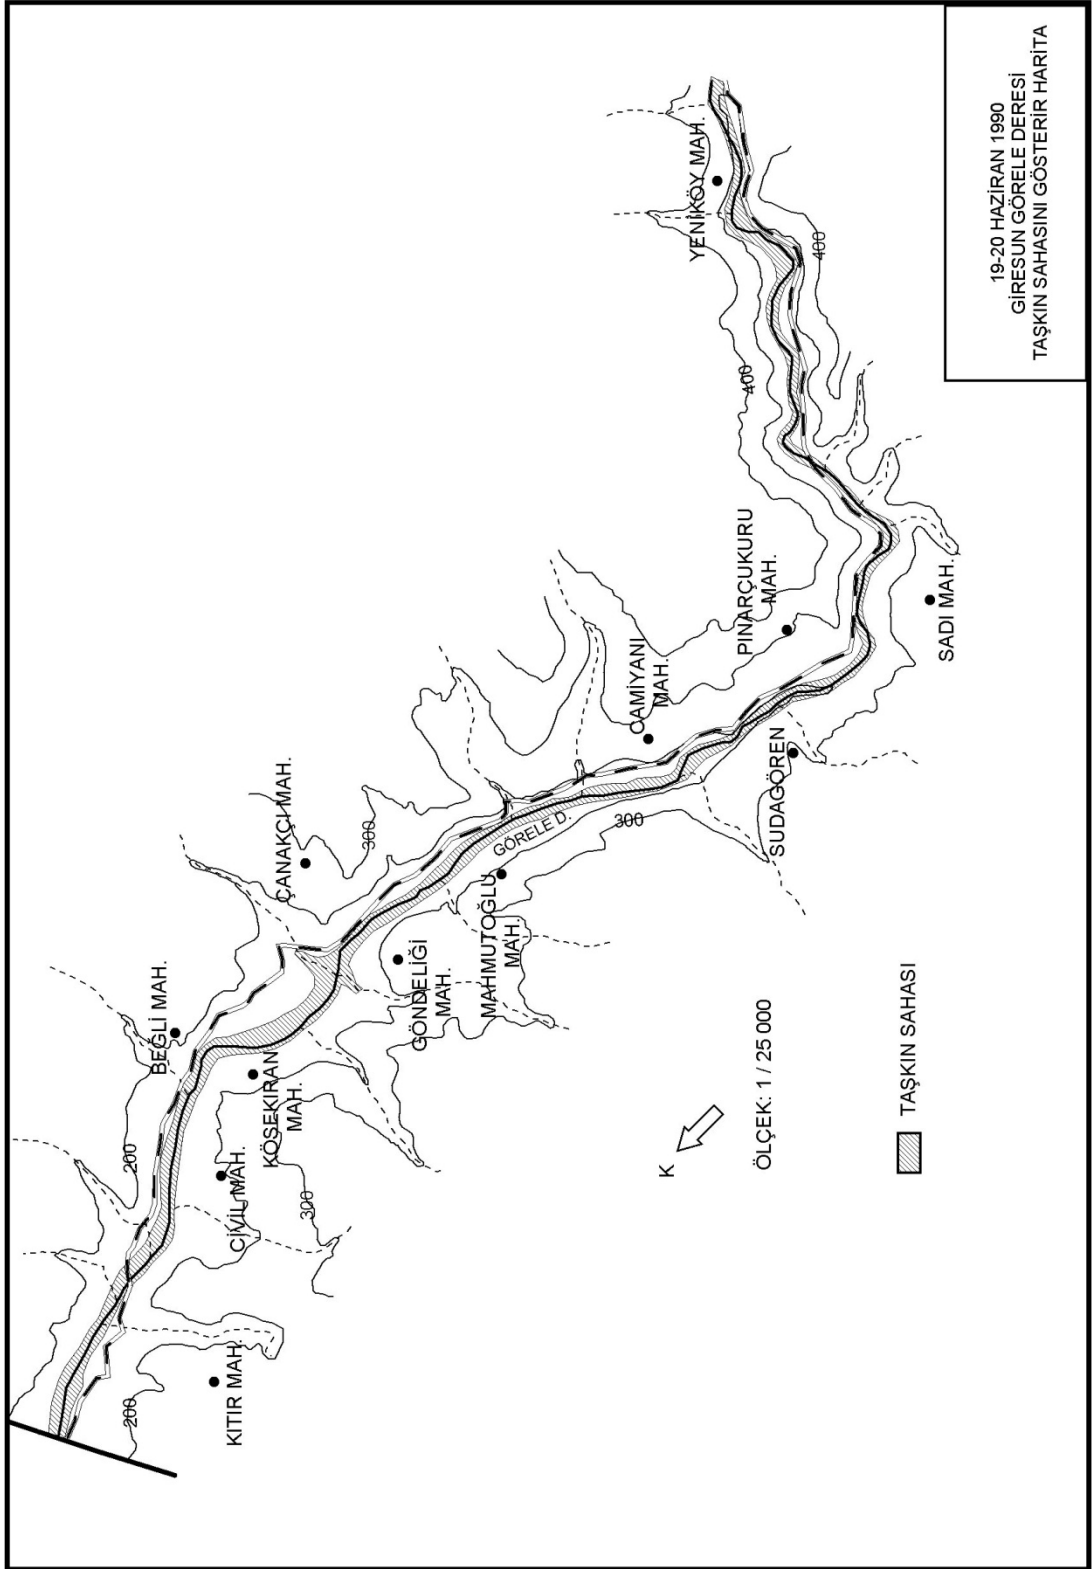 19-20 HAZİRAN 1990
GİRESUN GÖRELE DERESİ
TAŞKIN SAHASINI GÖSTERİR HARİTA
KITIR MAH.
200
CİVİL MAH.
200
300
BEĞLİ MAH.
KÖSEKIRAN
MAH.
ÇANAKÇI MAH.
300
GÖNDELİĞİ
MAH.
MAHMUTOĞLU
MAH.
GÖRELE D.
300
CAMİYANI
MAH.
SUDAGÖREN
PINARÇUKURU
MAH.
SADI MAH.
400
YENİKÖY MAH.
400
K
ÖLÇEK: 1 / 25 000
TAŞKIN SAHASI